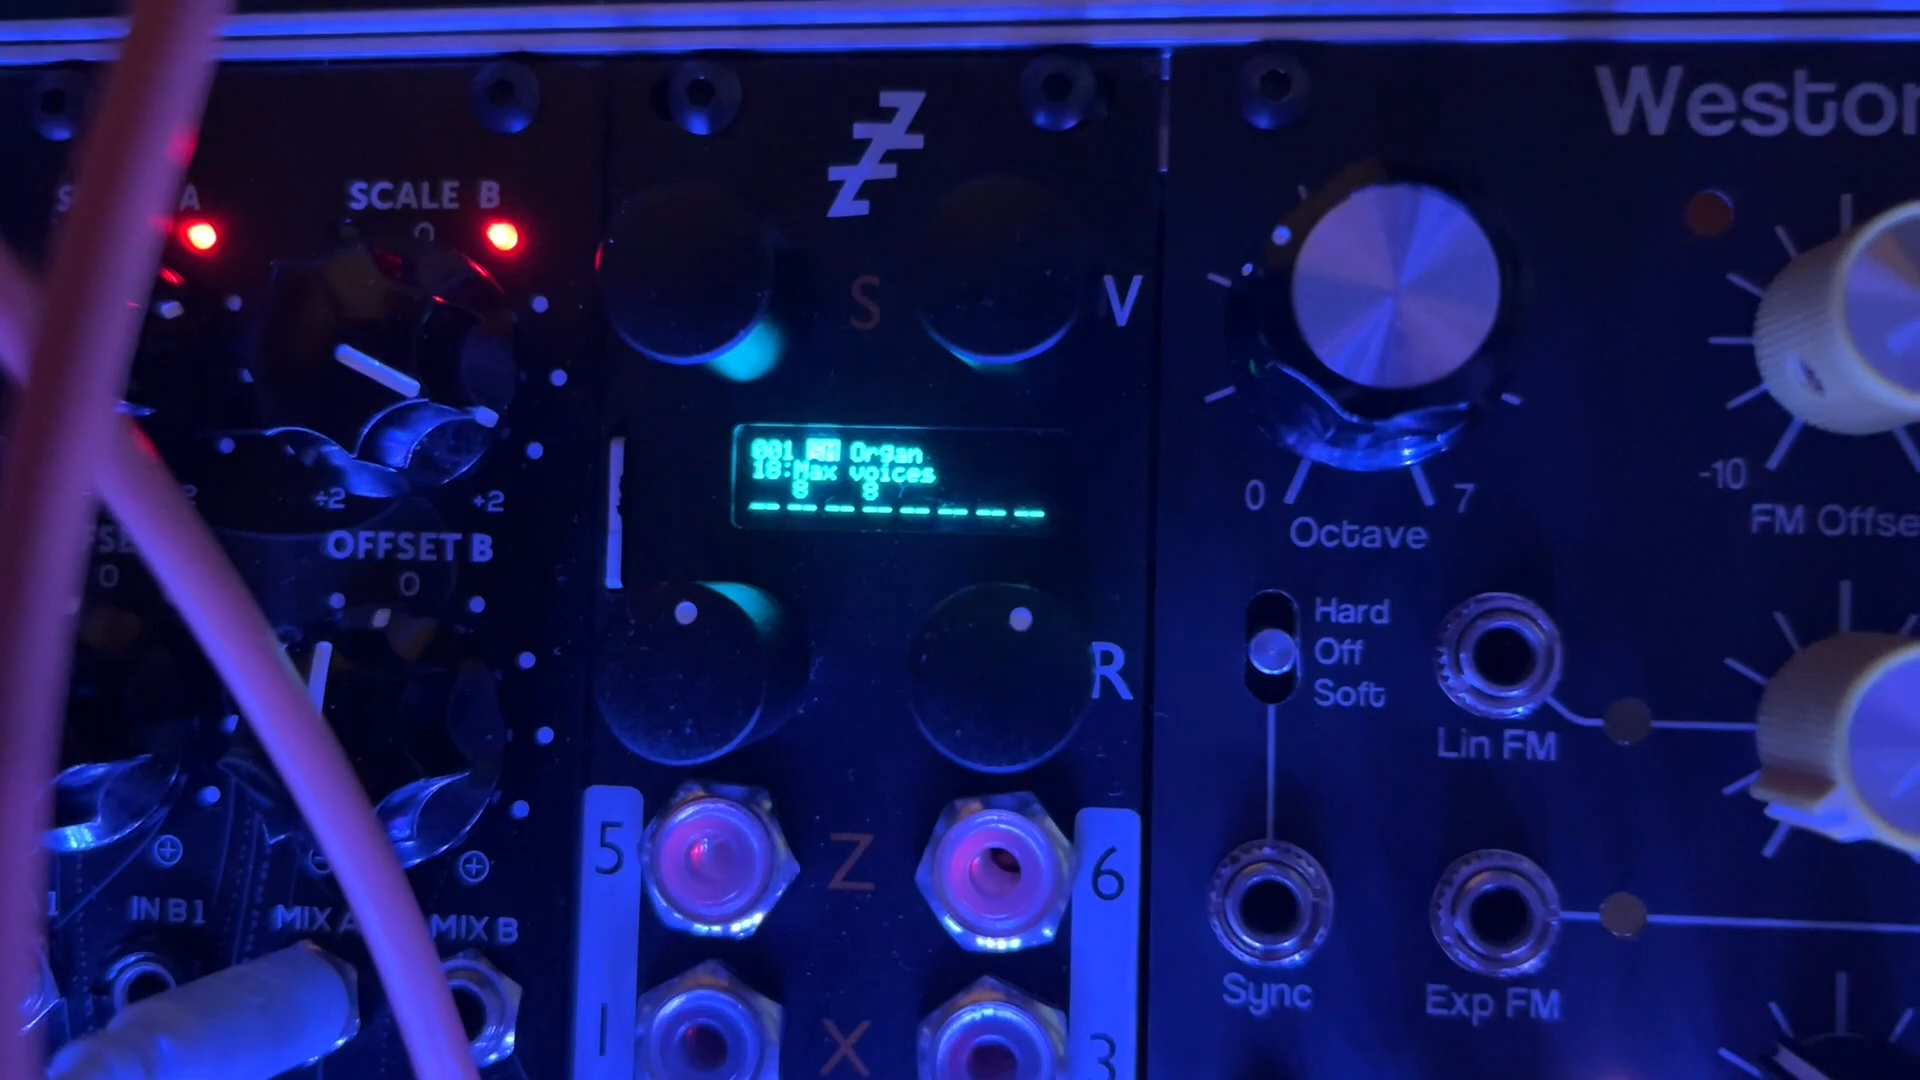 Weston
SCALE B
0
A
S
V
001 Organ
18:Max voices
8 8
0
7
Octave
-10
FM Offse
+2
+2
OFFSET B
0
0
Hard
Off
Soft
R
Lin FM
5
Z
6
IN B1
MIX A
MIX B
Sync
Exp FM
1
X
3